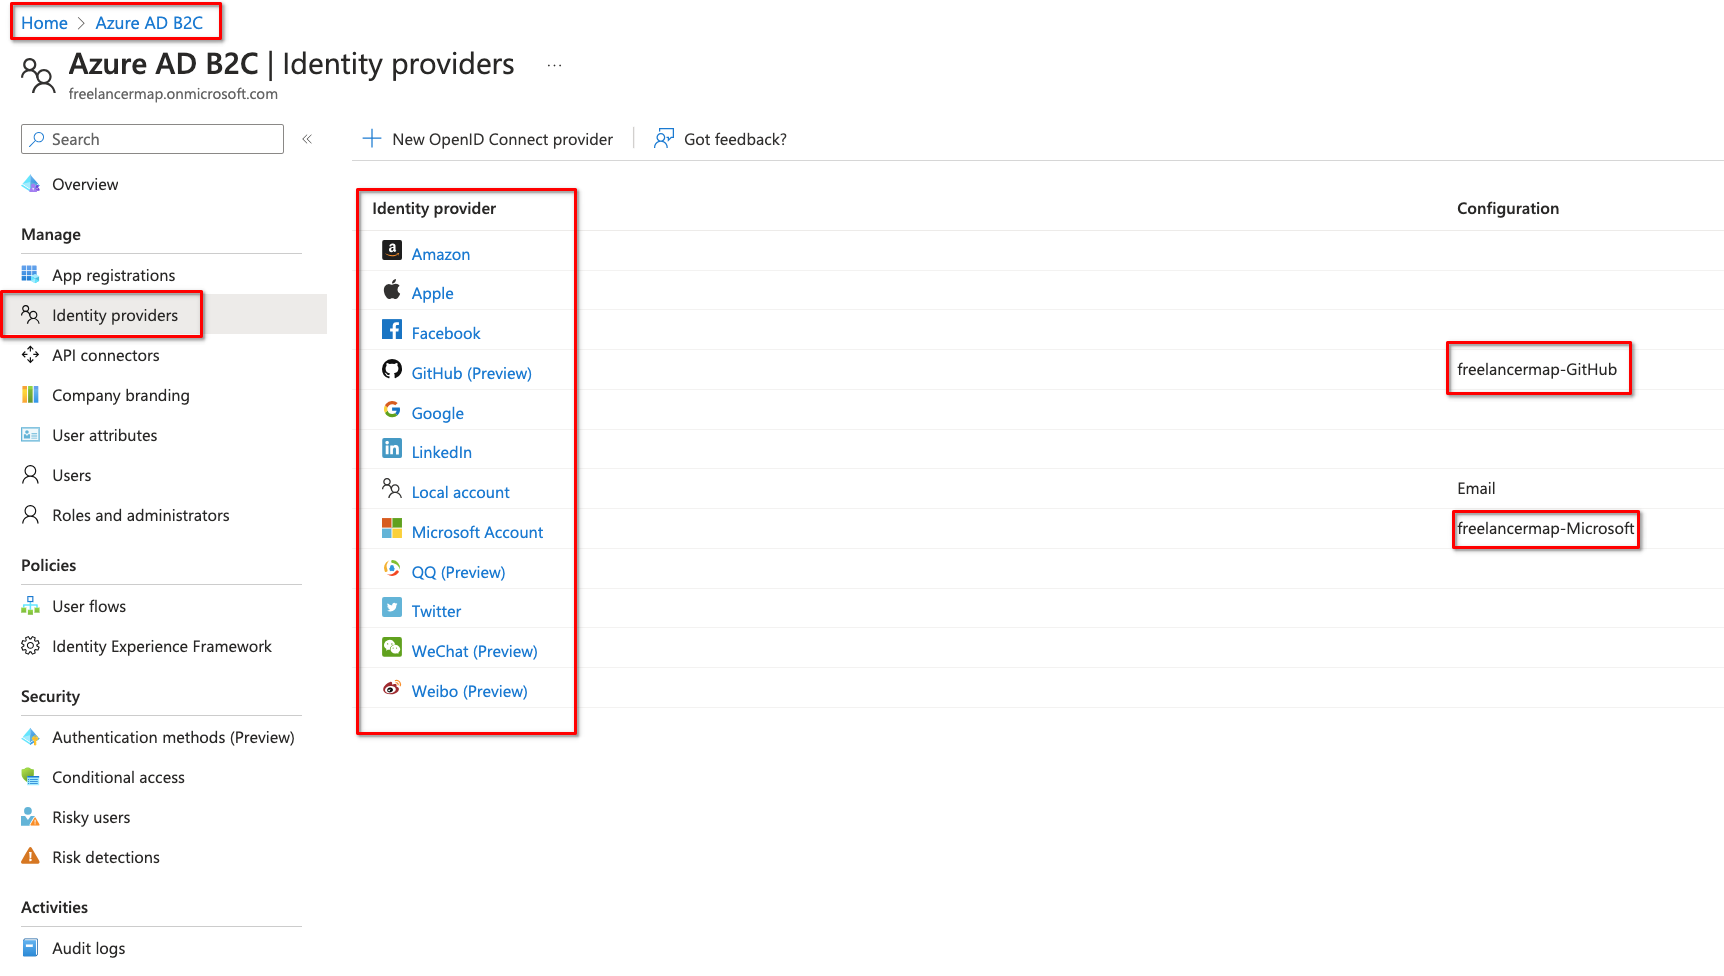 Home > Azure AD B2C
Azure AD B2C | Identity providers ...
freelancermap.onmicrosoft.com
Search «
Overview
Manage
App registrations
Identity providers
API connectors
Company branding
User attributes
Users
Roles and administrators
Policies
User flows
Identity Experience Framework
Security
Authentication methods (Preview)
Conditional access
Risky users
Risk detections
Activities
Audit logs
New OpenID Connect provider | Got feedback?
Identity provider Configuration
Amazon
Apple
Facebook
GitHub (Preview) freelancermap-GitHub
Google
LinkedIn
Local account Email
Microsoft Account freelancermap-Microsoft
QQ (Preview)
Twitter
WeChat (Preview)
Weibo (Preview)